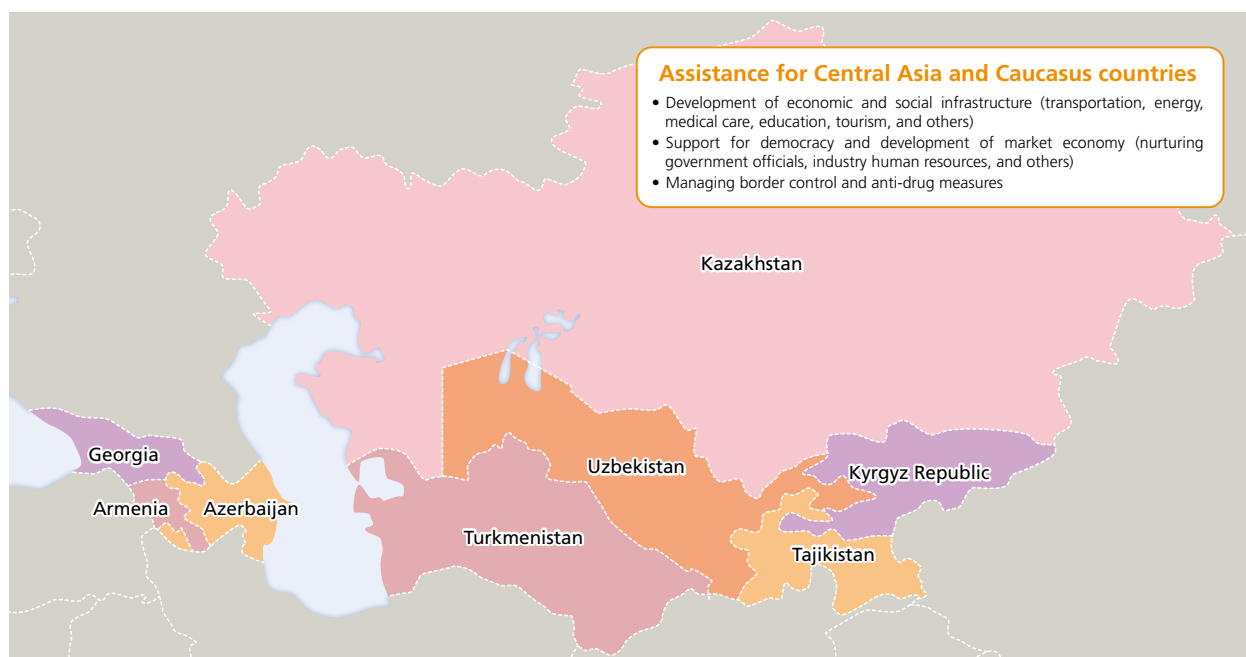 Assistance for Central Asia and Caucasus countries
• Development of economic and social infrastructure (transportation, energy,
medical care, education, tourism, and others)
• Support for democracy and development of market economy (nurturing
government officials, industry human resources, and others)
• Managing border control and anti-drug measures
Kazakhstan
Georgia
Uzbekistan
Kyrgyz Republic
Armenia
Azerbaijan
Turkmenistan
Tajikistan